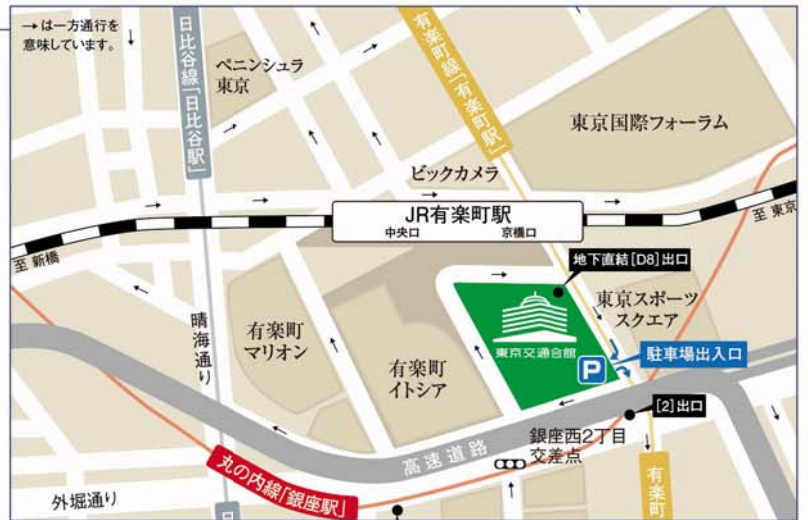 →は一方通行を
意味しています。
日比谷線「日比谷駅」
ペニンシュラ
東京
有楽町線「有楽町駅」
東京国際フォーラム
ビックカメラ
JR有楽町駅
中央口
京橋口
至 新橋
至 東京
地下直結[D8]出口
東京スポーツ
スクエア
東京交通会館
P
駐車場出入口
晴海通り
有楽町
マリオン
有楽町
イトシア
[2]出口
銀座西2丁目
交差点
高速道路
丸の内線「銀座駅」
外堀通り
有楽町